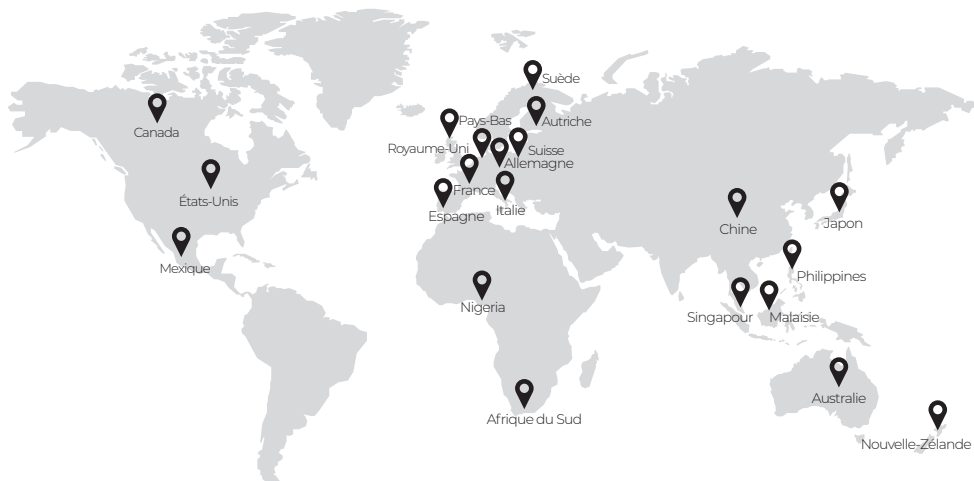 Suède
Canada
Pays-Bas
Autriche
Royaume-Uni
Suisse
Allemagne
France
États-Unis
Italie
Espagne
Chine
Japon
Mexique
Philippines
Nigeria
Singapour
Malaisie
Australie
Afrique du Sud
Nouvelle-Zélande